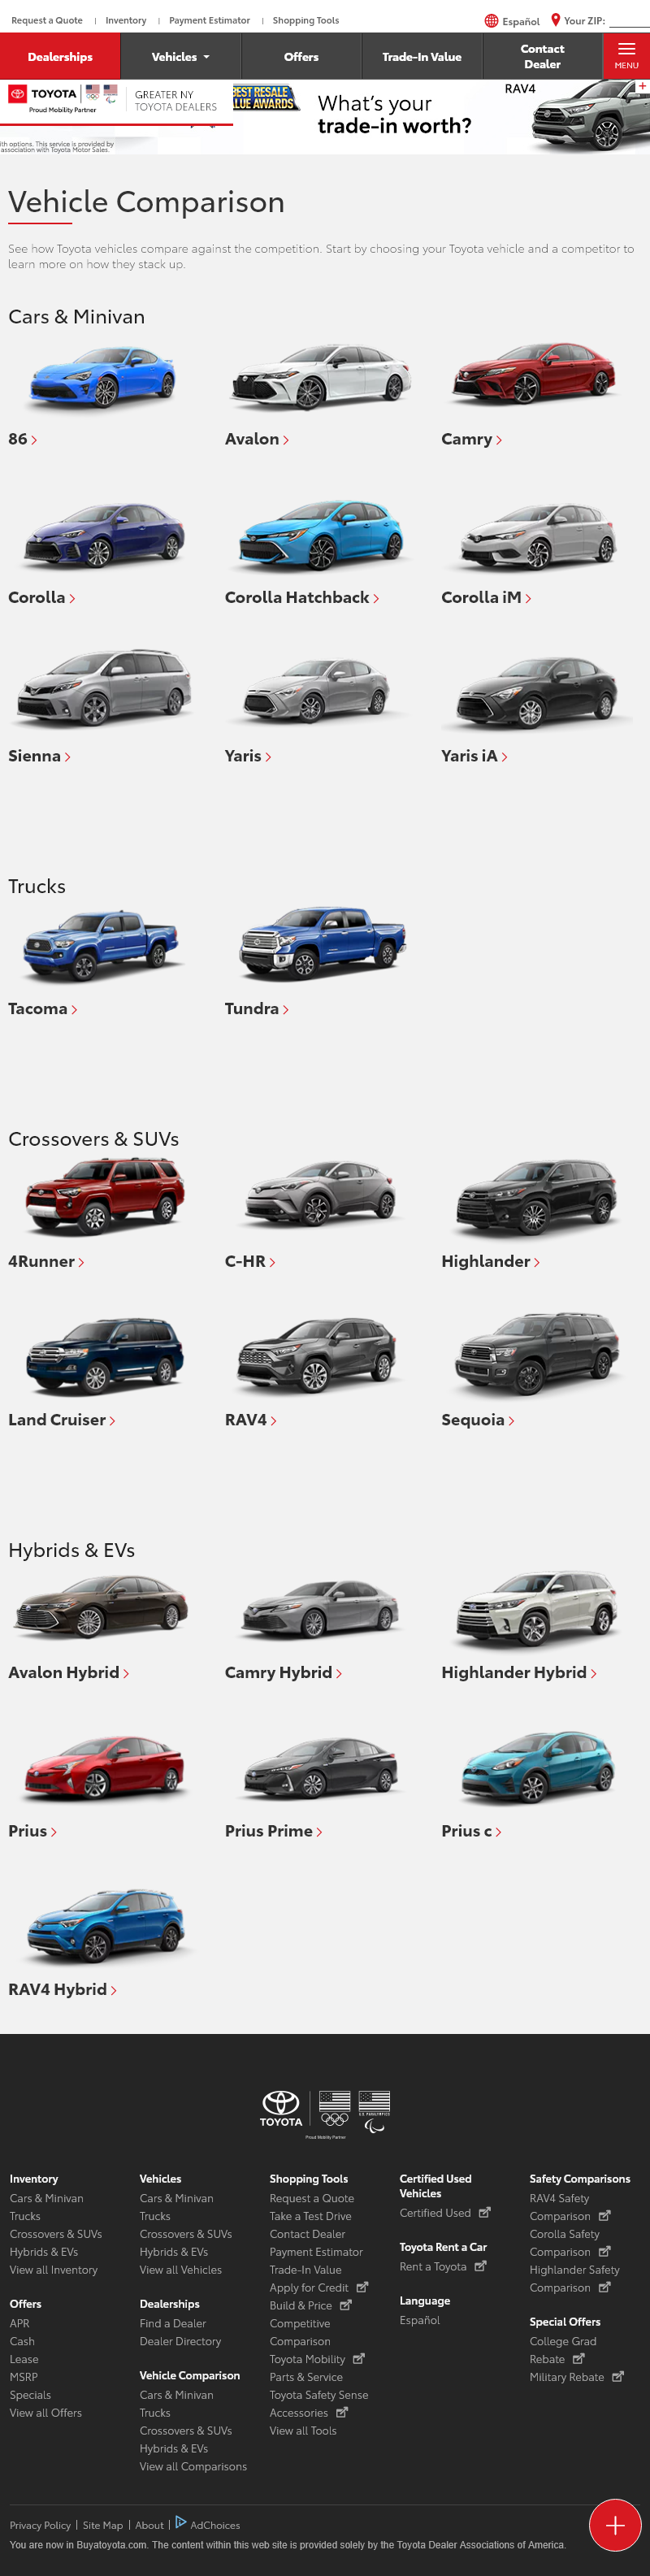 Request a Quote | Inventory | Payment Estimator | Shopping Tools Español Your ZIP:
Dealerships Vehicles Offers Trade-In Value Contact Dealer MENU
TOYOTA
Proud Mobility Partner
GREATER NY
TOYOTA DEALERS
BEST RESALE
VALUE AWARDS
What's your
trade-in worth?
RAV4
ith options. This service is provided by
association with Toyota Motor Sales.
Vehicle Comparison
See how Toyota vehicles compare against the competition. Start by choosing your Toyota vehicle and a competitor to
learn more on how they stack up.
Cars & Minivan
86 Avalon Camry
Corolla Corolla Hatchback Corolla iM
Sienna Yaris Yaris iA
Trucks
Tacoma Tundra
Crossovers & SUVs
4Runner C-HR Highlander
Land Cruiser RAV4 Sequoia
Hybrids & EVs
Avalon Hybrid Camry Hybrid Highlander Hybrid
Prius Prius Prime Prius c
RAV4 Hybrid
TOYOTA
U.S. PARALYMPICS
Proud Mobility Partner
Inventory
Cars & Minivan
Trucks
Crossovers & SUVs
Hybrids & EVs
View all Inventory
Offers
APR
Cash
Lease
MSRP
Specials
View all Offers
Vehicles
Cars & Minivan
Trucks
Crossovers & SUVs
Hybrids & EVs
View all Vehicles
Dealerships
Find a Dealer
Dealer Directory
Vehicle Comparison
Cars & Minivan
Trucks
Crossovers & SUVs
Hybrids & EVs
View all Comparisons
Shopping Tools
Request a Quote
Take a Test Drive
Contact Dealer
Payment Estimator
Trade-In Value
Apply for Credit
Build & Price
Competitive
Comparison
Toyota Mobility
Parts & Service
Toyota Safety Sense
Accessories
View all Tools
Certified Used
Vehicles
Certified Used
Toyota Rent a Car
Rent a Toyota
Language
Español
Safety Comparisons
RAV4 Safety
Comparison
Corolla Safety
Comparison
Highlander Safety
Comparison
Special Offers
College Grad
Rebate
Military Rebate
Privacy Policy | Site Map | About | AdChoices
You are now in Buyatoyota.com. The content within this web site is provided solely by the Toyota Dealer Associations of America.